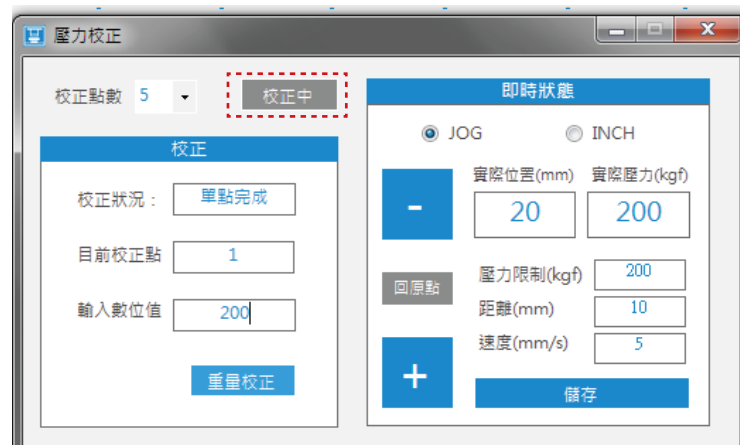 壓力校正
校正點數 5 校正中
校正
校正狀況： 單點完成
目前校正點 1
輸入數位值 200
重量校正
即時狀態
JOG INCH
實際位置(mm) 實際壓力(kgf)
- 20 200
回原點
壓力限制(kgf) 200
距離(mm) 10
速度(mm/s) 5
+
儲存